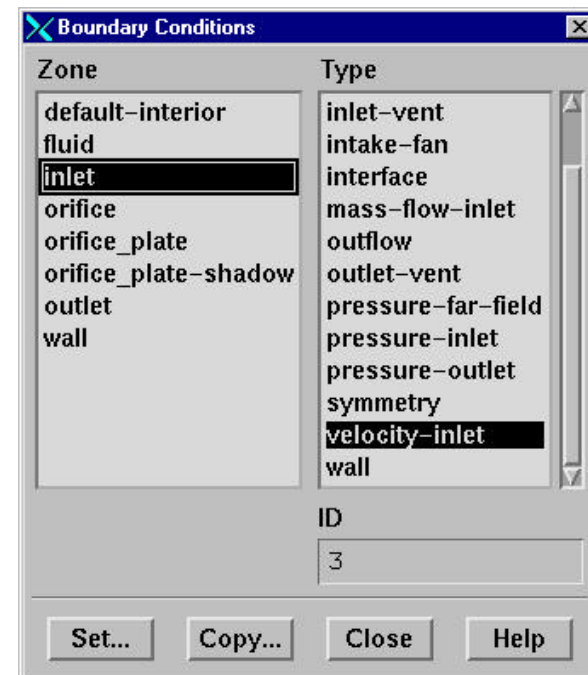 Boundary Conditions
Zone
default-interior
fluid
inlet
orifice
orifice_plate
orifice_plate-shadow
outlet
wall
Type
inlet-vent
intake-fan
interface
mass-flow-inlet
outflow
outlet-vent
pressure-far-field
pressure-inlet
pressure-outlet
symmetry
velocity-inlet
wall
ID
3
Set... Copy... Close Help